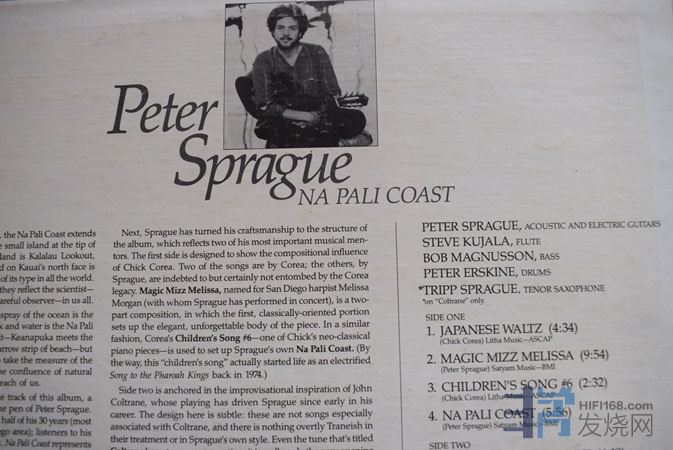 Peter
Sprague
NA PALI COAST
, the Na Pali Coast extends
e small island at the tip of
land is Kalalau Lookout,
d on Kauai's north face is
of its type in all the world.
they reflect the scientist—
areful observer—in us all.
spray of the ocean is the
k and water is the Na Pali
it—Keanapuka meets the
arrow strip of beach—but
o take the measure of the
he confluence of natural
each of us.
e track of this album, a
he pen of Peter Sprague.
half of his 30 years (most
go area); listeners to his
t. Na Pali Coast represents
Next, Sprague has turned his craftsmanship to the structure of
the album, which reflects two of his most important musical men-
tors. The first side is designed to show the compositional influence
of Chick Corea. Two of the songs are by Corea; the others, by
Sprague, are indebted to but certainly not entombed by the Corea
legacy. Magic Mizz Melissa, named for San Diego harpist Melissa
Morgan (with whom Sprague has performed in concert), is a two-
part composition, in which the first, classically-oriented portion
sets up the elegant, unforgettable body of the piece. In a similar
fashion, Corea's Children's Song #6—one of Chick's neo-classical
piano pieces—is used to set up Sprague's own Na Pali Coast. (By
the way, this "children's song" actually started life as an electrified
Song to the Pharoah Kings back in 1974.)
Side two is anchored in the improvisational inspiration of John
Coltrane, whose playing has driven Sprague since early in his
career. The design here is subtle: these are not songs especially
associated with Coltrane, and there is nothing overtly Traneish in
their treatment or in Sprague's own style. Even the tune that's titled
PETER SPRAGUE, ACOUSTIC AND ELECTRIC GUITARS
STEVE KUJALA, FLUTE
BOB MAGNUSSON, BASS
PETER ERSKINE, DRUMS
*TRIPP SPRAGUE, TENOR SAXOPHONE
*on "Coltrane" only.
SIDE ONE
1. JAPANESE WALTZ (4:34)
(Chick Corea) Litha Music—ASCAP
2. MAGIC MIZZ MELISSA (9:54)
(Peter Sprague) Satyam Music—BMI
3. CHILDREN'S SONG #6 (2:32)
(Chick Corea) Litha Music—ASCAP
4. NA PALI COAST (5:56)
(Peter Sprague) Satyam Music—BMI
SIDE TWO
HIFI168.com
发烧网